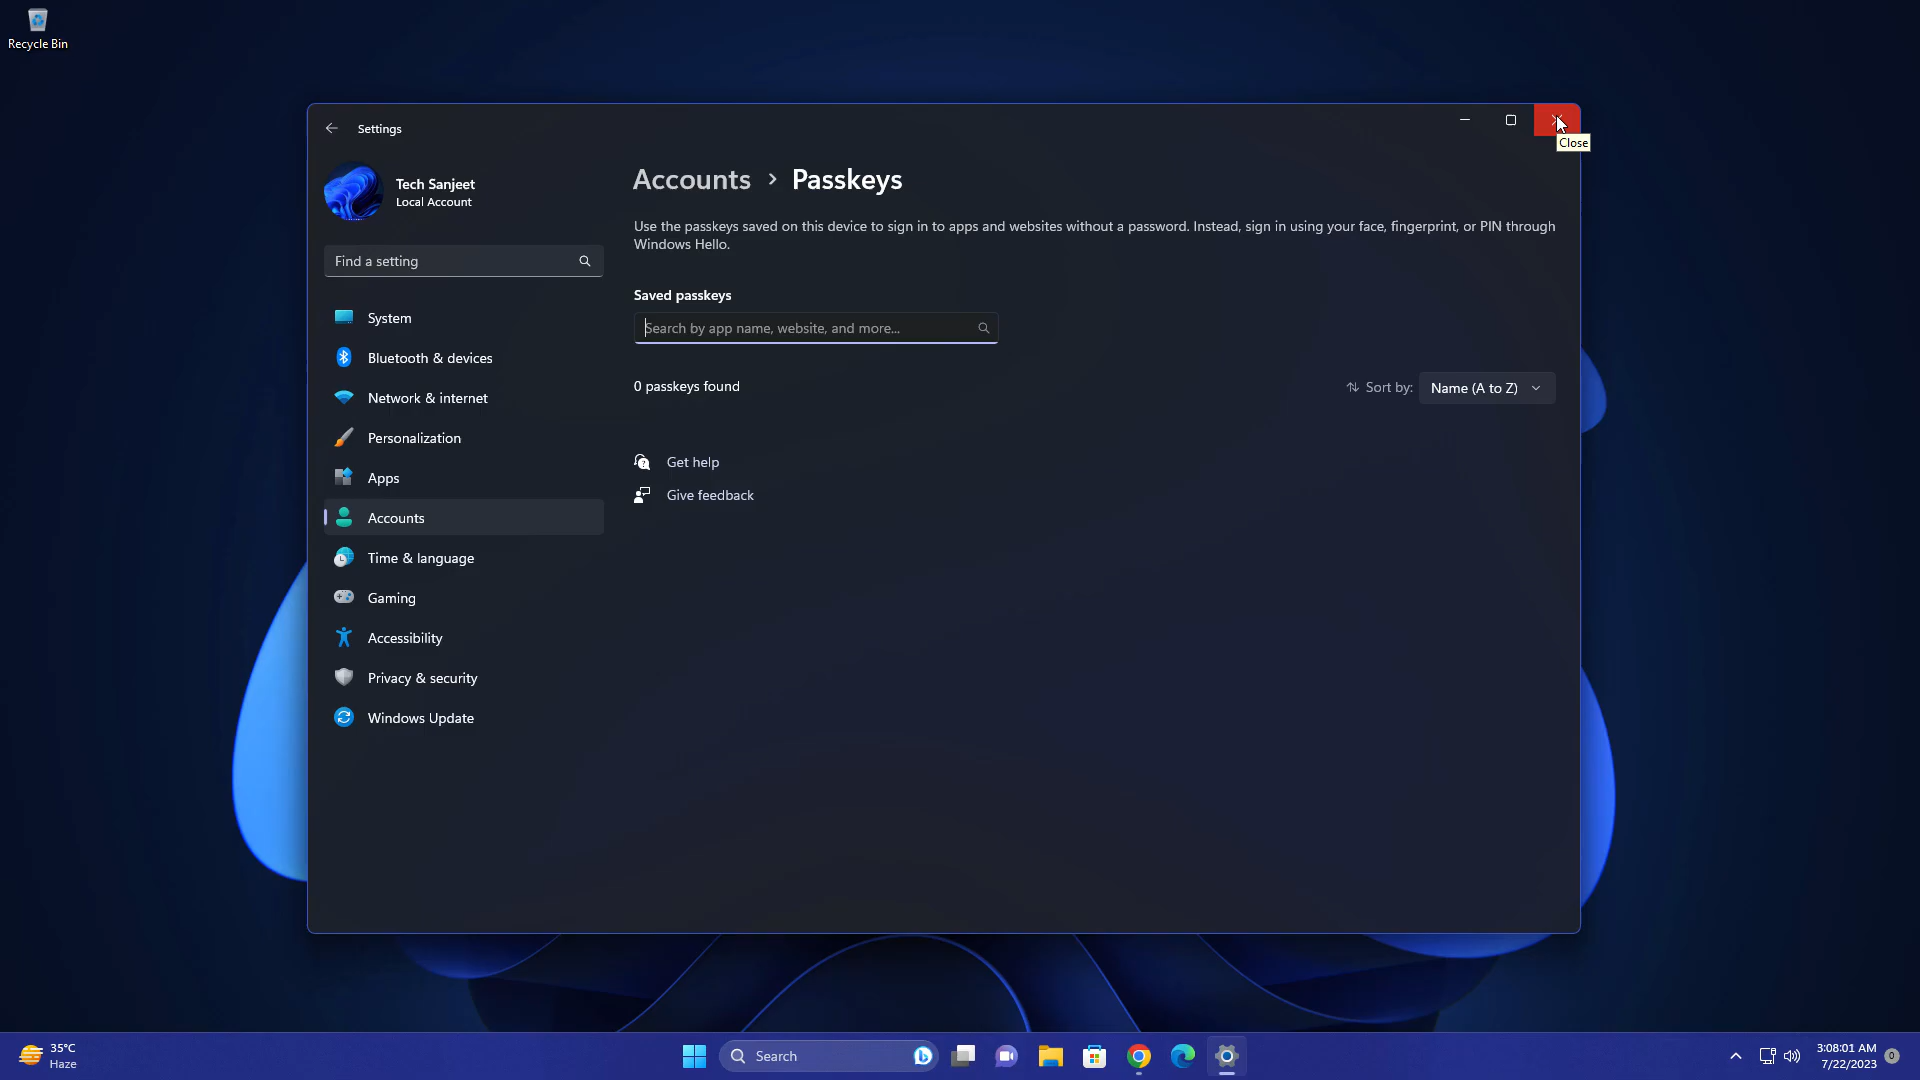 Recycle Bin
Settings
Close
Tech Sanjeet
Local Account
Accounts > Passkeys
Use the passkeys saved on this device to sign in to apps and websites without a password. Instead, sign in using your face, fingerprint, or PIN through
Windows Hello.
Find a setting
Saved passkeys
Search by app name, website, and more...
0 passkeys found
Sort by: Name (A to Z)
Get help
Give feedback
System
Bluetooth & devices
Network & internet
Personalization
Apps
Accounts
Time & language
Gaming
Accessibility
Privacy & security
Windows Update
35°C
Haze
Search
3:08:01 AM
7/22/2023
0